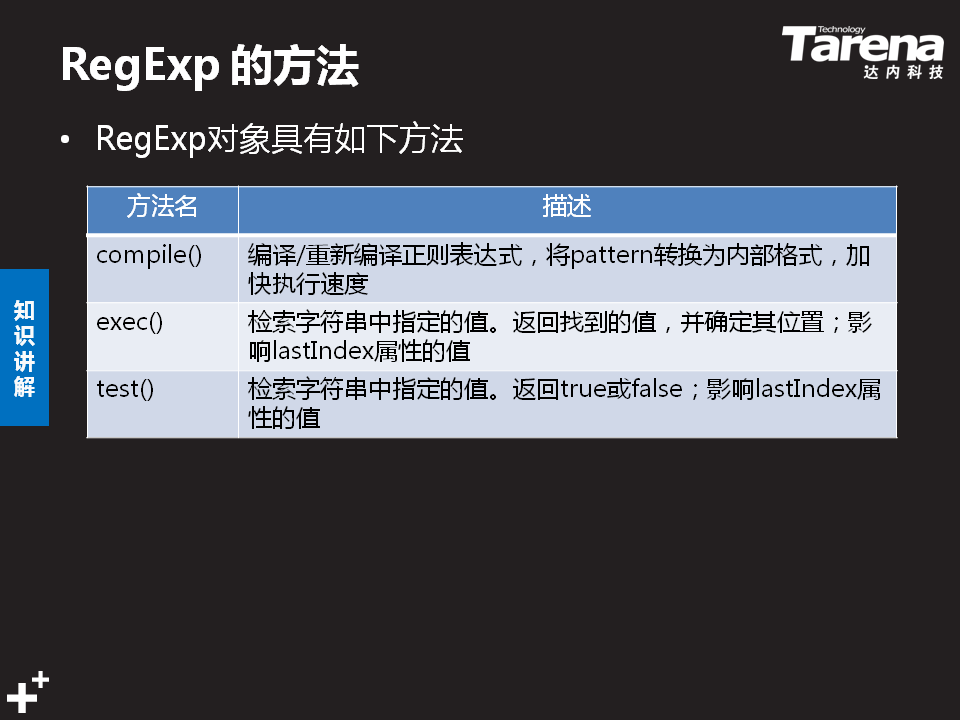 RegExp 的方法
Technology
Tarena
达内科技
• RegExp对象具有如下方法
方法名 描述
compile() 编译/重新编译正则表达式，将pattern转换为内部格式，加
快执行速度
exec() 检索字符串中指定的值。返回找到的值，并确定其位置；影
响lastIndex属性的值
test() 检索字符串中指定的值。返回true或false；影响lastIndex属
性的值
知
识
讲
解